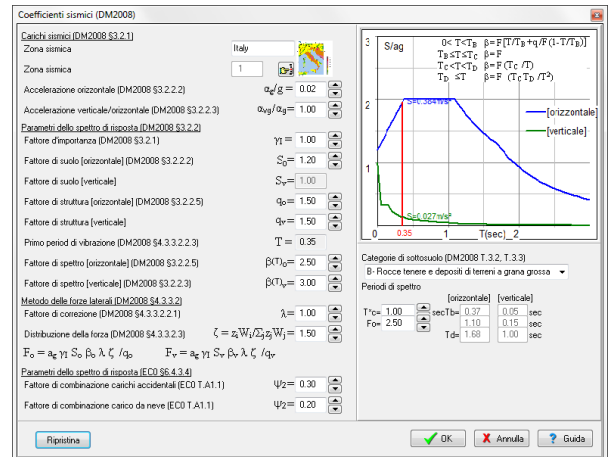 Coefficienti sismici (DM2008)
Carichi sismici (DM2008 §3.2.1)
Zona sismica Italy
Zona sismica 1
Accelerazione orizontale (DM2008 §3.2.2.2) αg/g = 0.02
Accelerazione verticale/orizontale (DM2008 §3.2.2.3) αvg/αg= 1.00
Parametri dello spettro di risposta (DM2008 §3.2.2)
Fattore d'importanza (DM2008 §3.2.1) γI= 1.00
Fattore di suolo [orizzontale] (DM2008 §3.2.2.2) So= 1.20
Fattore di suolo [verticale] Sv= 1.00
Fattore di struttura [orizzontale] (DM2008 §3.2.2.5) qo= 1.50
Fattore di struttura [verticale] qv= 1.50
Primo period di vibrazione (DM2008 §4.3.3.2.2.3) T = 0.35
Fattore di spettro [orizzontale] (DM2008 §3.2.2.5) β(T)o= 2.50
Fattore di spettro [verticale] (DM2008 §3.2.2.3) β(T)v= 3.00
Metodo delle forze laterali (DM2008 §4.3.3.2)
Fattore di correzione (DM2008 §4.3.3.2.2.1) λ= 1.00
Distribuzione della forza (DM2008 §4.3.3.2.3) ζ = ziWi/ΣjzjWj= 1.50
Fo = ag γI So βo λ ζ /qo Fv = ag γI Sv βv λ ζ /qv
Parametri dello spettro di risposta (EC0 §6.4.3.4)
Fattore di combinazione carichi accidentali (EC0 T.A1.1) Ψ2= 0.30
Fattore di combinazione carico da neve (EC0 T.A1.1) Ψ2= 0.20
Ripristina
3 S/ag
0< T<TB β=F[T/TB+q/F(1-T/TB)]
TB≤T≤TC β=F
TC<T<TD β=F (TC/T)
TD ≤T β=F (TCTD/T²)
2
S=0.384m/s²
[orizzontale]
[verticale]
1
S=0.027m/s²
0 0.35 1 T(sec) 2
Categorie di sottosuolo (DM2008 T.3.2, T.3.3)
B- Rocce tenere e depositi di terreni a grana grossa
Periodi di spettro
[orizzontale] [verticale]
T*c= 1.00 sec Tb= 0.37 0.05 sec
Fo= 2.50 1.10 0.15 sec
Td= 1.68 1.00 sec
OK Annulla Guida